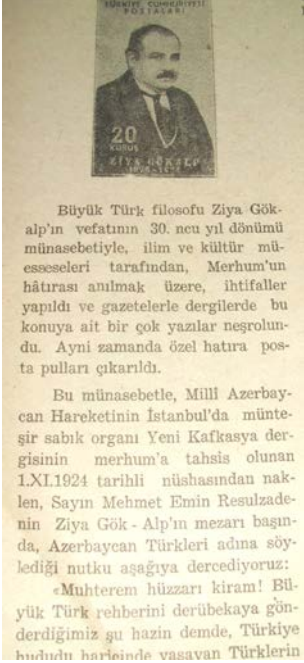 TÜRKİYE CUMHURİYETİ
POSTALARI
20
KURUŞ
ZİYA GÖKALP
Büyük Türk filosofu Ziya Gök-
alp'ın vefatının 30. ncu yıl dönümü
münasebetiyle, ilim ve kültür mü-
esseseleri tarafından, Merhum'un
hâtırası anılmak üzere, ihtifaller
yapıldı ve gazetelerle dergilerde bu
konuya ait bir çok yazılar neşrolun-
du. Ayni zamanda özel hatıra pos-
ta pulları çıkarıldı.
Bu münasebetle, Millî Azerbay-
can Hareketinin İstanbul'da münte-
şir sabık organı Yeni Kafkasya der-
gisinin merhum'a tahsis olunan
1.XI.1924 tarihli nüshasından nak-
len, Sayın Mehmet Emin Resulzade-
nin Ziya Gök - Alp'ın mezarı başın-
da, Azerbaycan Türkleri adına söy-
lediği nutku aşağıya dercediyoruz:
«Muhterem hüzzarı kiram! Bü-
yük Türk rehberini derübekaya gön-
derdiğimiz şu hazin demde, Türkiye
hududu haricinde yaşayan Türklerin